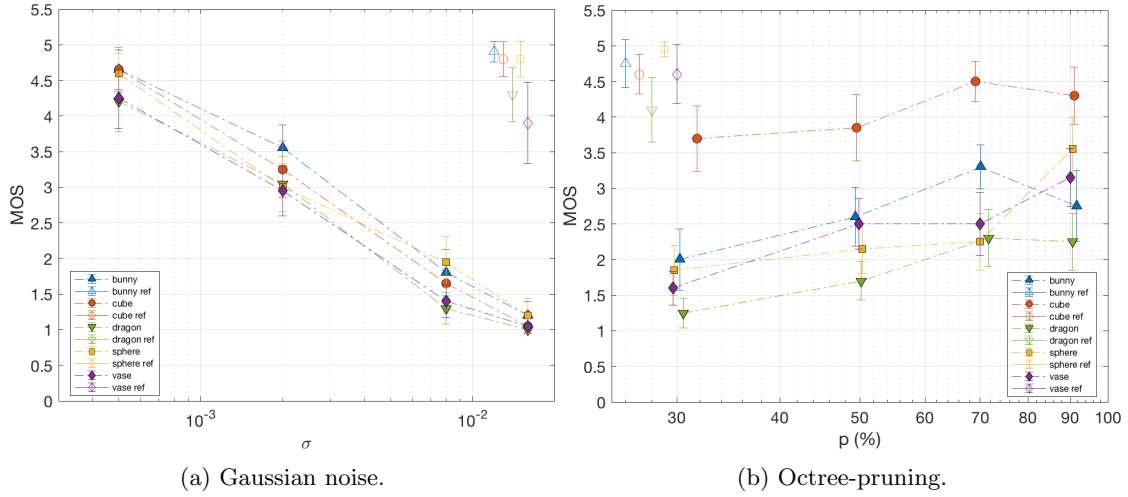 5.5
5
4.5
4
3.5
3
2.5
2
1.5
1
0.5
0
MOS
bunny
bunny ref
cube
cube ref
dragon
dragon ref
sphere
sphere ref
vase
vase ref
10-3
10-2
σ
(a) Gaussian noise.
5.5
5
4.5
4
3.5
3
2.5
2
1.5
1
0.5
0
MOS
bunny
bunny ref
cube
cube ref
dragon
dragon ref
sphere
sphere ref
vase
vase ref
30 40 50 60 70 80 90 100
p (%)
(b) Octree-pruning.